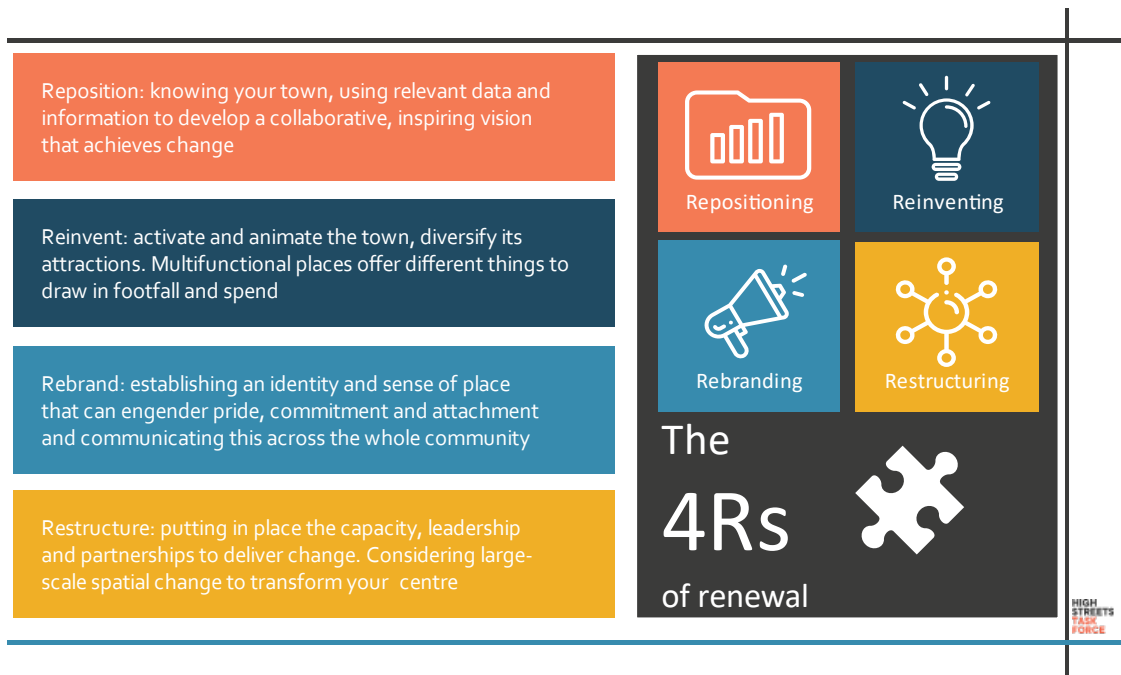 Reposition: knowing your town, using relevant data and
information to develop a collaborative, inspiring vision
that achieves change
Reinvent: activate and animate the town, diversify its
attractions. Multifunctional places offer different things to
draw in footfall and spend
Rebrand: establishing an identity and sense of place
that can engender pride, commitment and attachment
and communicating this across the whole community
Restructure: putting in place the capacity, leadership
and partnerships to deliver change. Considering large-
scale spatial change to transform your centre
Repositioning
Reinventing
Rebranding
Restructuring
The
4Rs
of renewal
HIGH
STREETS
TASK
FORCE